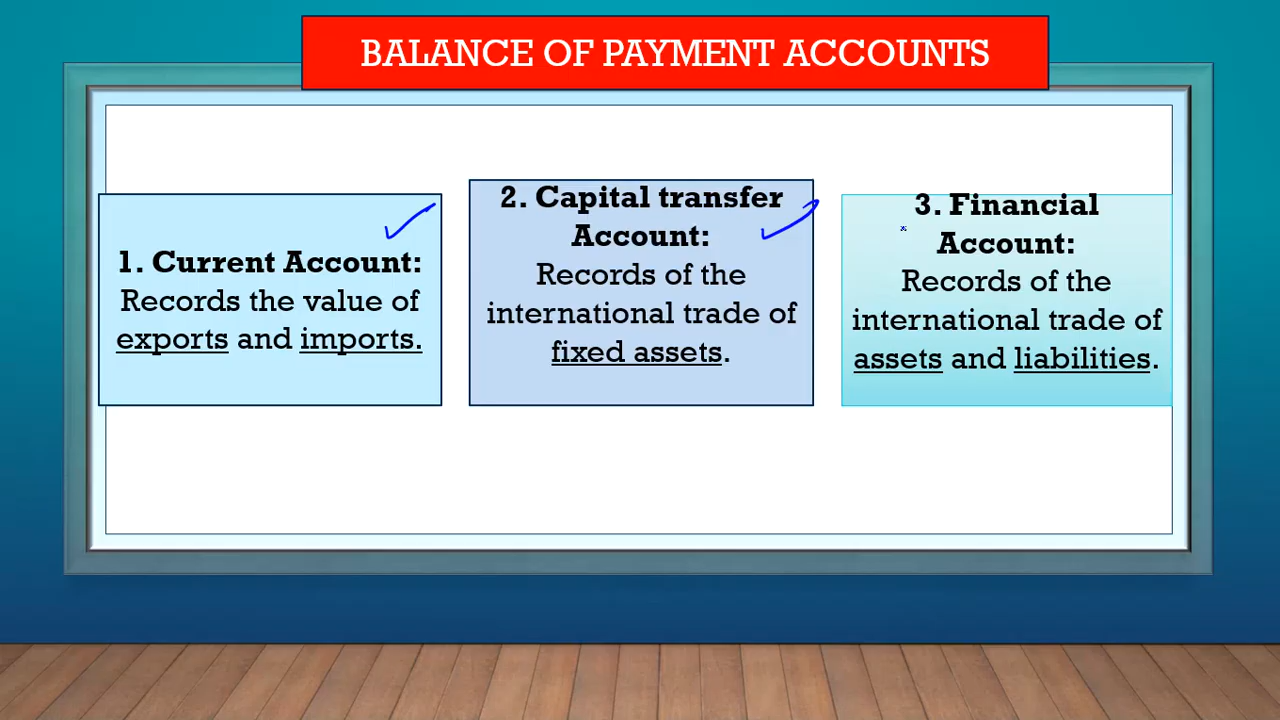 BALANCE OF PAYMENT ACCOUNTS
1. Current Account:
Records the value of
exports and imports.
2. Capital transfer
Account:
Records of the
international trade of
fixed assets.
3. Financial
Account:
Records of the
international trade of
assets and liabilities.